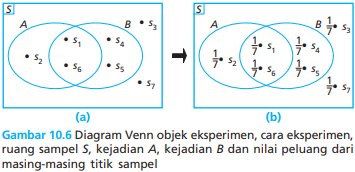 S
A
B
s₃
s₁
s₄
s₂
s₆
s₅
s₇
(a)
S
A
B
1/7 s₃
1/7 s₁
1/7 s₄
1/7 s₂
1/7 s₆
1/7 s₅
1/7 s₇
(b)
Gambar 10.6 Diagram Venn objek eksperimen, cara eksperimen,
ruang sampel S, kejadian A, kejadian B dan nilai peluang dari
masing-masing titik sampel